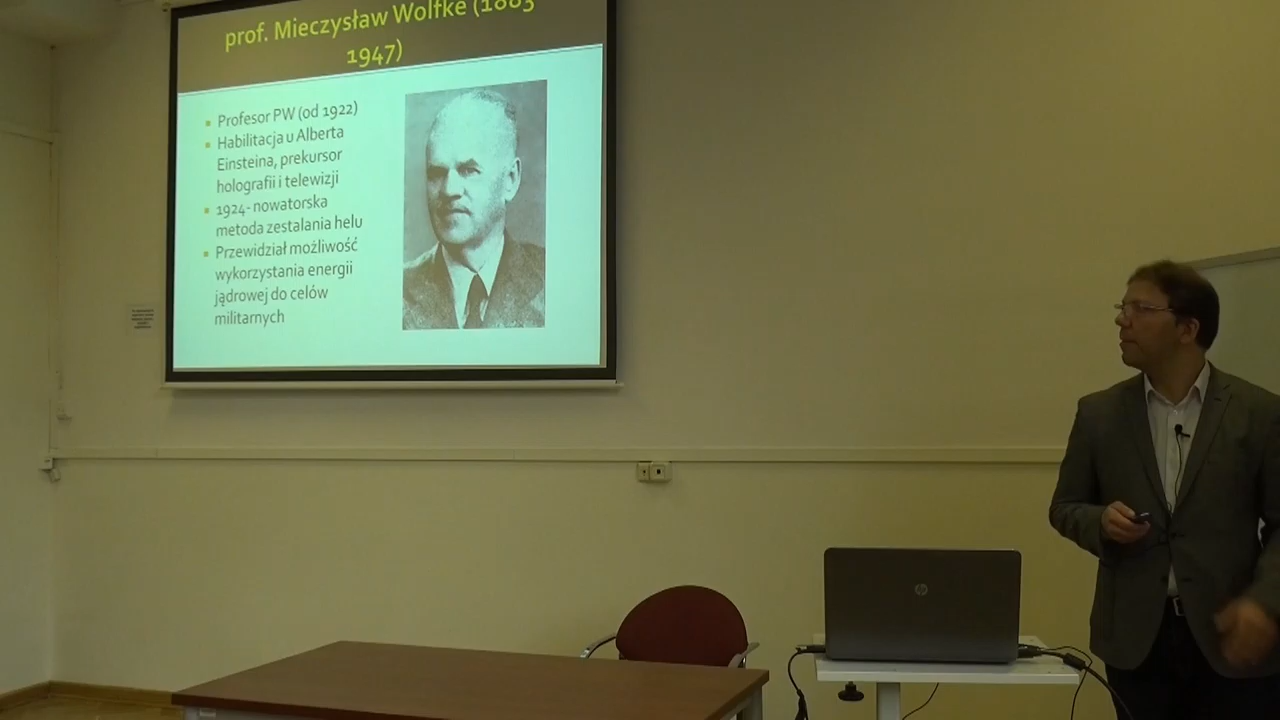 prof. Mieczysław Wolfke (1883
1947)
Profesor PW (od 1922)
Habilitacja u Alberta
Einsteina, prekursor
holografii i telewizji
1924- nowatorska
metoda zestalania helu
Przewidział możliwość
wykorzystania energii
jądrowej do celów
militarnych
hp